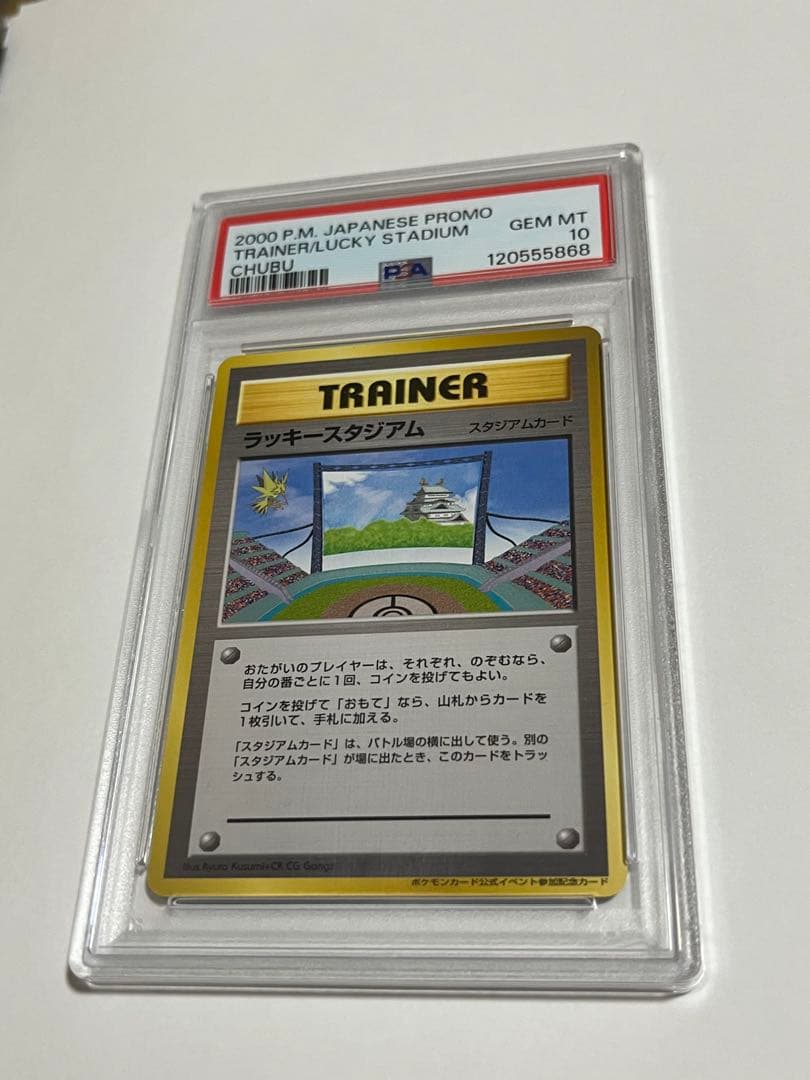 2000 P.M. JAPANESE PROMO
TRAINER/LUCKY STADIUM
CHUBU
GEM MT
10
120555868
PSA
TRAINER
ラッキースタジアム
スタジアムカード
おたがいのプレイヤーは、それぞれ、のぞむなら、
自分の番ごとに1回、コインを投げてもよい。
コインを投げて「おもて」なら、山札からカードを
1枚引いて、手札に加える。
「スタジアムカード」は、バトル場の横に出して使う。別の
「スタジアムカード」が場に出たとき、このカードをトラッ
シュする。
Illus.Ryuta Kusumi+CR CG Gangs
ポケモンカード公式イベント参加記念カード